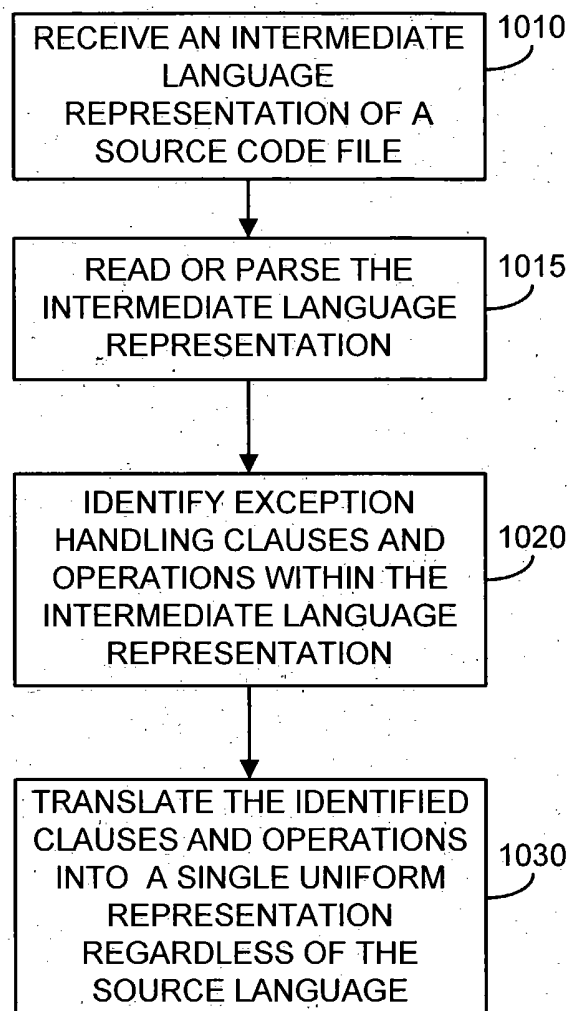 RECEIVE AN INTERMEDIATE
LANGUAGE
REPRESENTATION OF A
SOURCE CODE FILE
1010
READ OR PARSE THE
INTERMEDIATE LANGUAGE
REPRESENTATION
1015
IDENTIFY EXCEPTION
HANDLING CLAUSES AND
OPERATIONS WITHIN THE
INTERMEDIATE LANGUAGE
REPRESENTATION
1020
TRANSLATE THE IDENTIFIED
CLAUSES AND OPERATIONS
INTO A SINGLE UNIFORM
REPRESENTATION
REGARDLESS OF THE
SOURCE LANGUAGE
1030